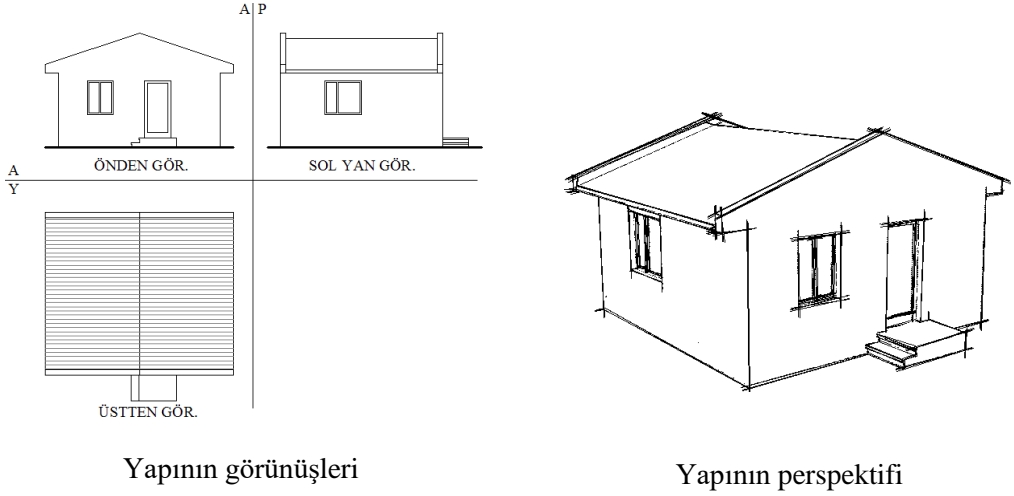 A P
ÖNDEN GÖR.
SOL YAN GÖR.
A
Y
ÜSTTEN GÖR.
Yapının görünüşleri
Yapının perspektifi